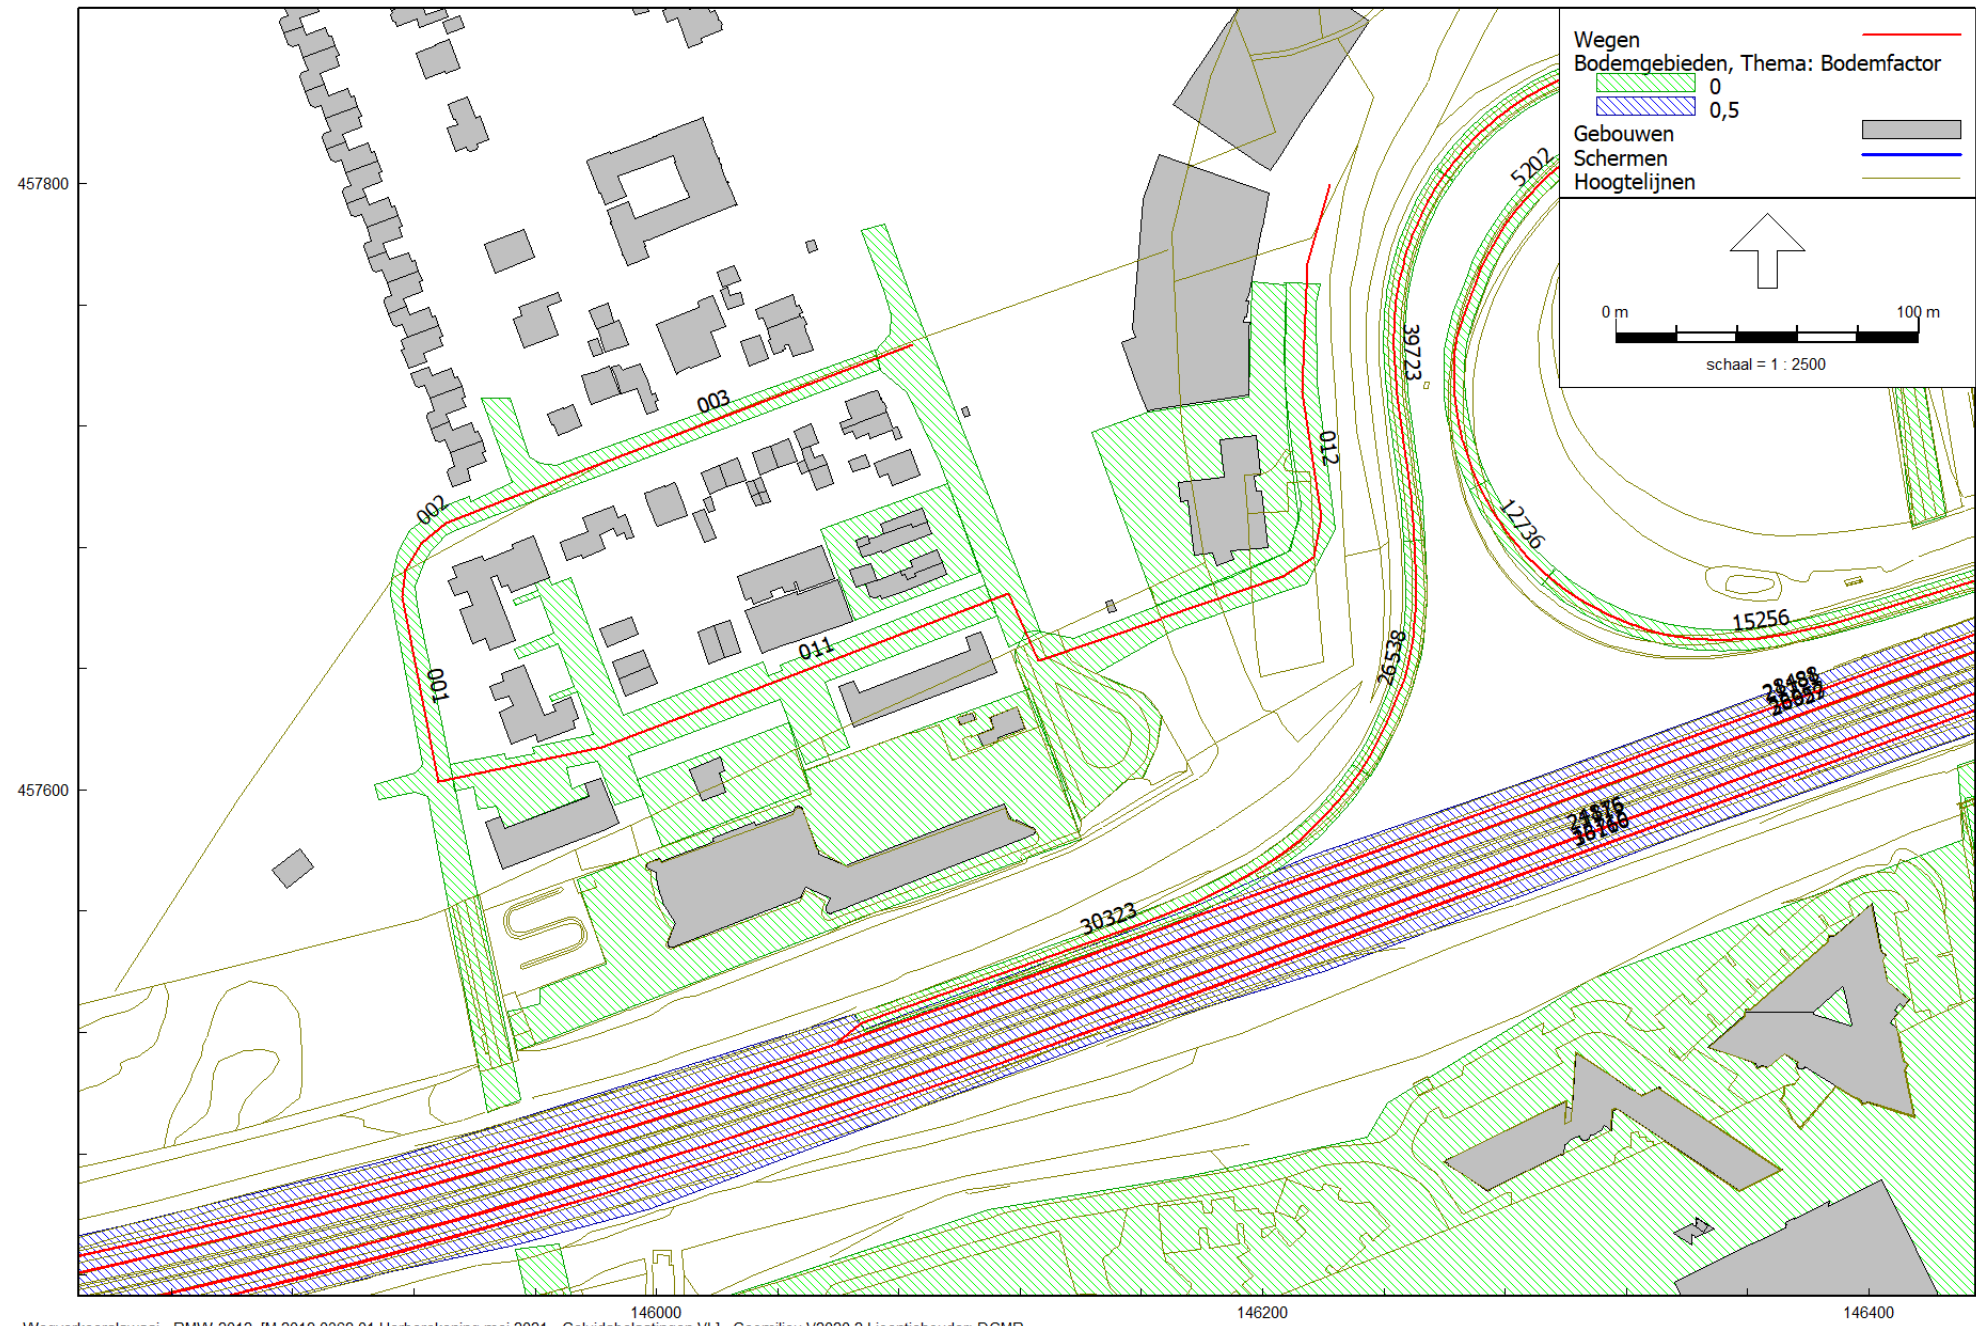 Wegen
Bodemgebieden, Thema: Bodemfactor
0
0,5
Gebouwen
Schermen
Hoogtelijnen
0 m 100 m
schaal = 1 : 2500
457800
457600
146000 146200 146400
5202
39723
003
012
002
12736
15256
011
26538
001
30323